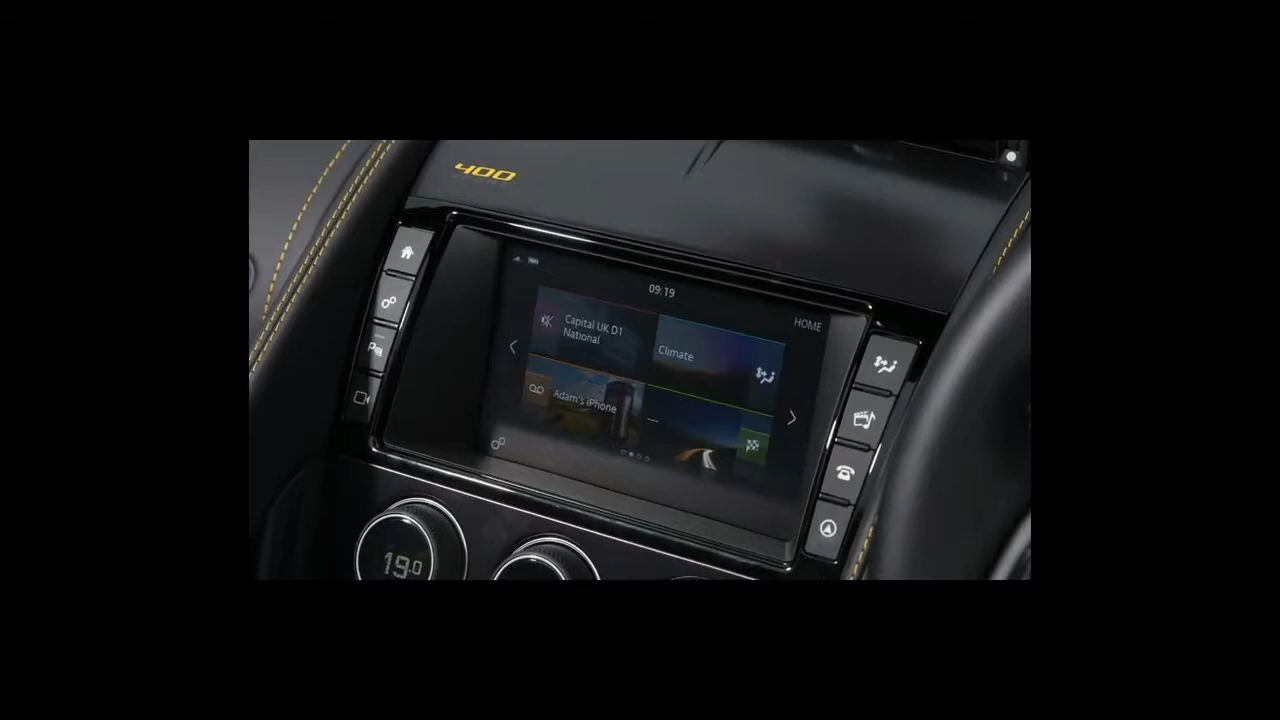 400
09:19
HOME
Capital UK D1
National
Climate
Adam's iPhone
19.0